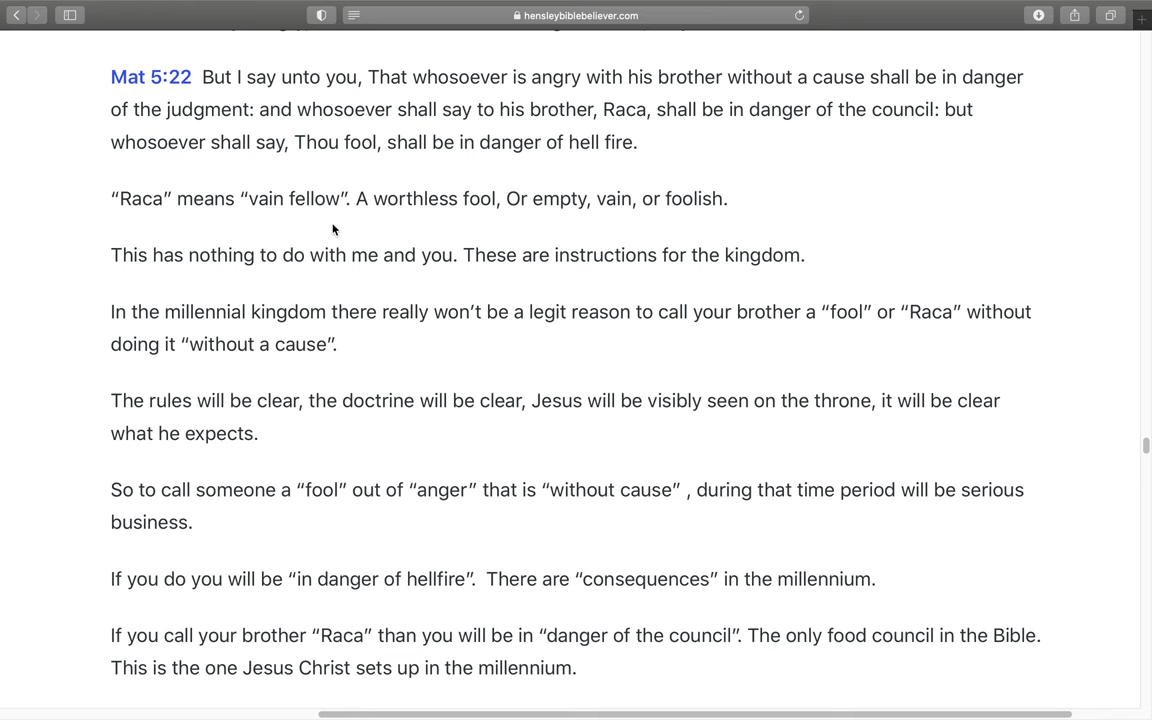 hensleybiblebeliever.com
Mat 5:22 But I say unto you, That whosoever is angry with his brother without a cause shall be in danger
of the judgment: and whosoever shall say to his brother, Raca, shall be in danger of the council: but
whosoever shall say, Thou fool, shall be in danger of hell fire.
“Raca” means “vain fellow”. A worthless fool, Or empty, vain, or foolish.
This has nothing to do with me and you. These are instructions for the kingdom.
In the millennial kingdom there really won’t be a legit reason to call your brother a “fool” or “Raca” without
doing it “without a cause”.
The rules will be clear, the doctrine will be clear, Jesus will be visibly seen on the throne, it will be clear
what he expects.
So to call someone a “fool” out of “anger” that is “without cause” , during that time period will be serious
business.
If you do you will be “in danger of hellfire”.  There are “consequences” in the millennium.
If you call your brother “Raca” than you will be in “danger of the council”. The only food council in the Bible.
This is the one Jesus Christ sets up in the millennium.